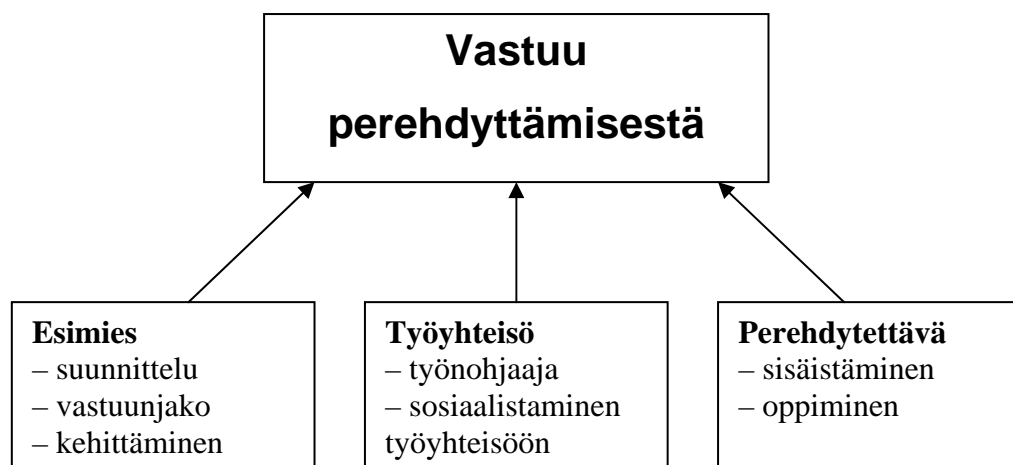 Vastuu
perehdyttämisestä
Esimies
– suunnittelu
– vastuunjako
– kehittäminen
Työyhteisö
– työnohjaaja
– sosiaalistaminen
työyhteisöön
Perehdytettävä
– sisäistäminen
– oppiminen